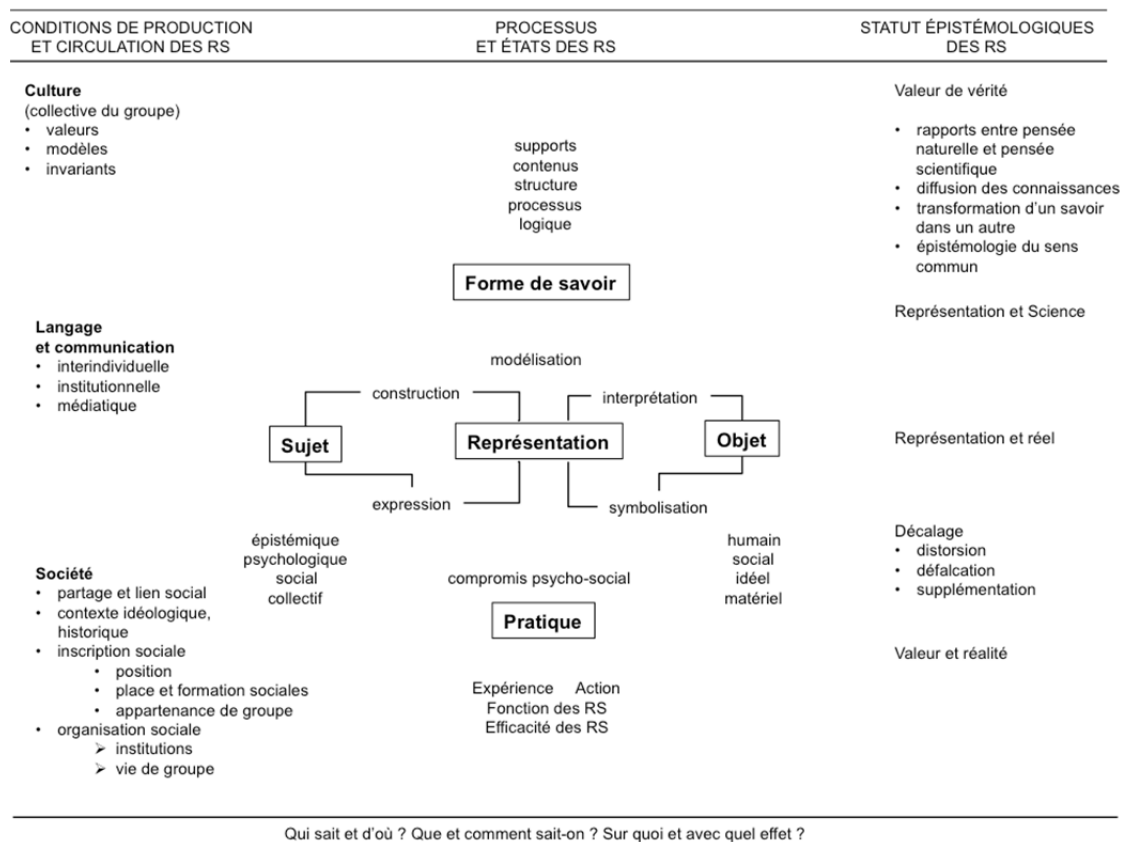 CONDITIONS DE PRODUCTION
ET CIRCULATION DES RS
PROCESSUS
ET ÉTATS DES RS
STATUT ÉPISTÉMOLOGIQUES
DES RS
Culture
(collective du groupe)
• valeurs
• modèles
• invariants
Langage
et communication
• interindividuelle
• institutionnelle
• médiatique
Société
• partage et lien social
• contexte idéologique,
historique
• inscription sociale
• position
• place et formation sociales
• appartenance de groupe
• organisation sociale
➢ institutions
➢ vie de groupe
supports
contenus
structure
processus
logique
Forme de savoir
modélisation
construction
interprétation
Sujet
Représentation
Objet
expression
symbolisation
épistémique
psychologique
social
collectif
compromis psycho-social
humain
social
idéel
matériel
Pratique
Expérience Action
Fonction des RS
Efficacité des RS
Valeur de vérité
• rapports entre pensée
naturelle et pensée
scientifique
• diffusion des connaissances
• transformation d'un savoir
dans un autre
• épistémologie du sens
commun
Représentation et Science
Représentation et réel
Décalage
• distorsion
• défalcation
• supplémentation
Valeur et réalité
Qui sait et d'où ? Que et comment sait-on ? Sur quoi et avec quel effet ?